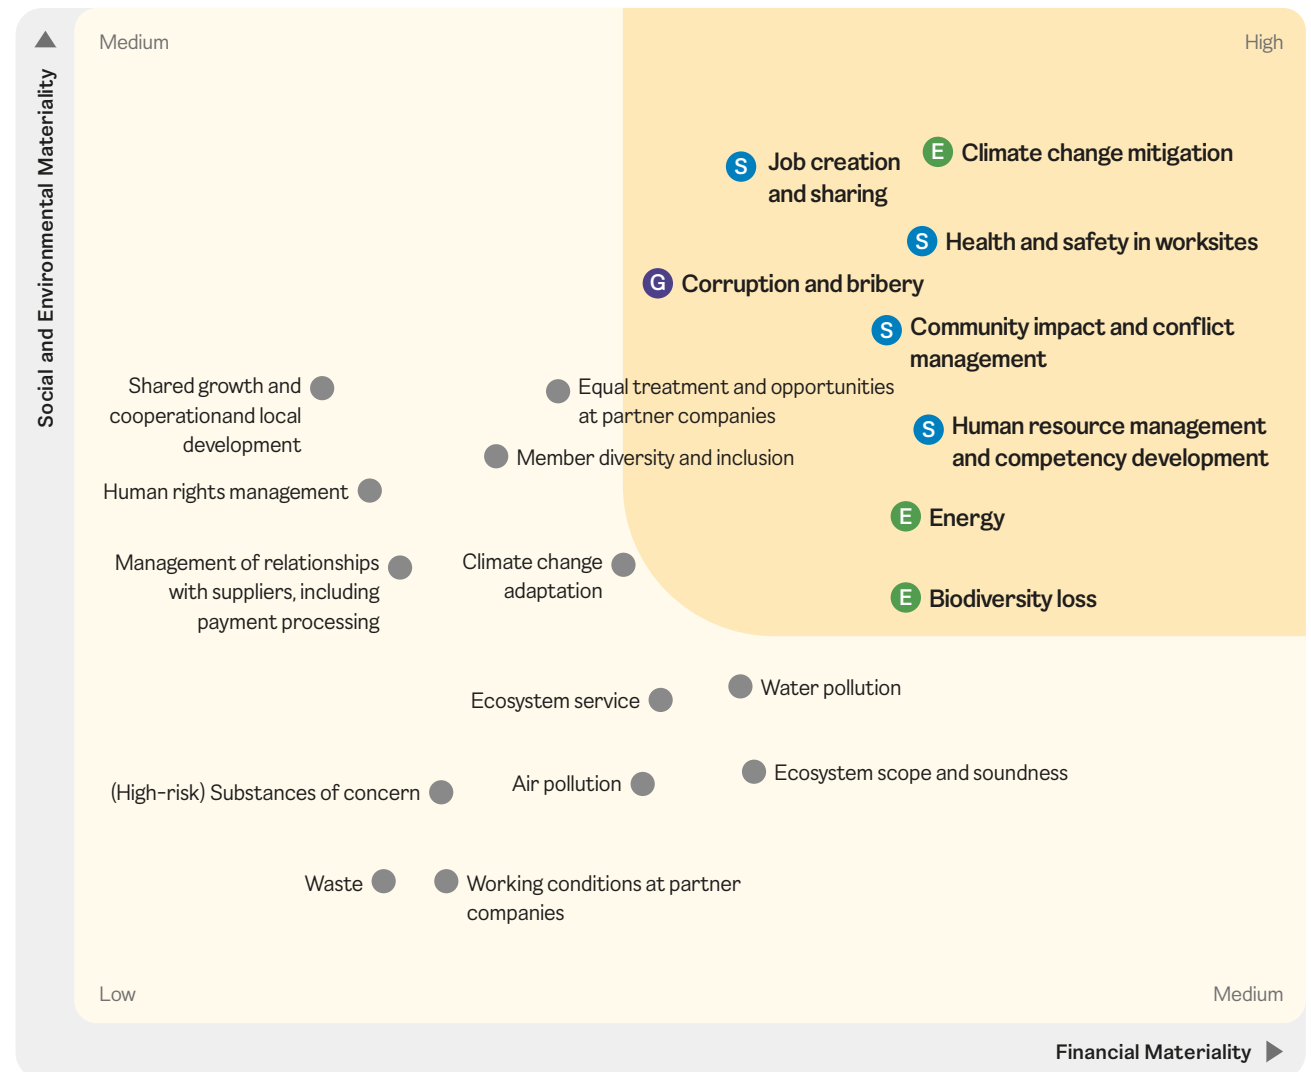 Social and Environmental Materiality
Medium
High
S
Job creation
and sharing
E
Climate change mitigation
S
Health and safety in worksites
G
Corruption and bribery
S
Community impact and conflict
management
Shared growth and
cooperationand local
development
Equal treatment and opportunities
at partner companies
S
Human resource management
and competency development
Member diversity and inclusion
Human rights management
E
Energy
Management of relationships
with suppliers, including
payment processing
Climate change
adaptation
E
Biodiversity loss
Ecosystem service
Water pollution
(High-risk) Substances of concern
Air pollution
Ecosystem scope and soundness
Waste
Working conditions at partner
companies
Low
Medium
Financial Materiality